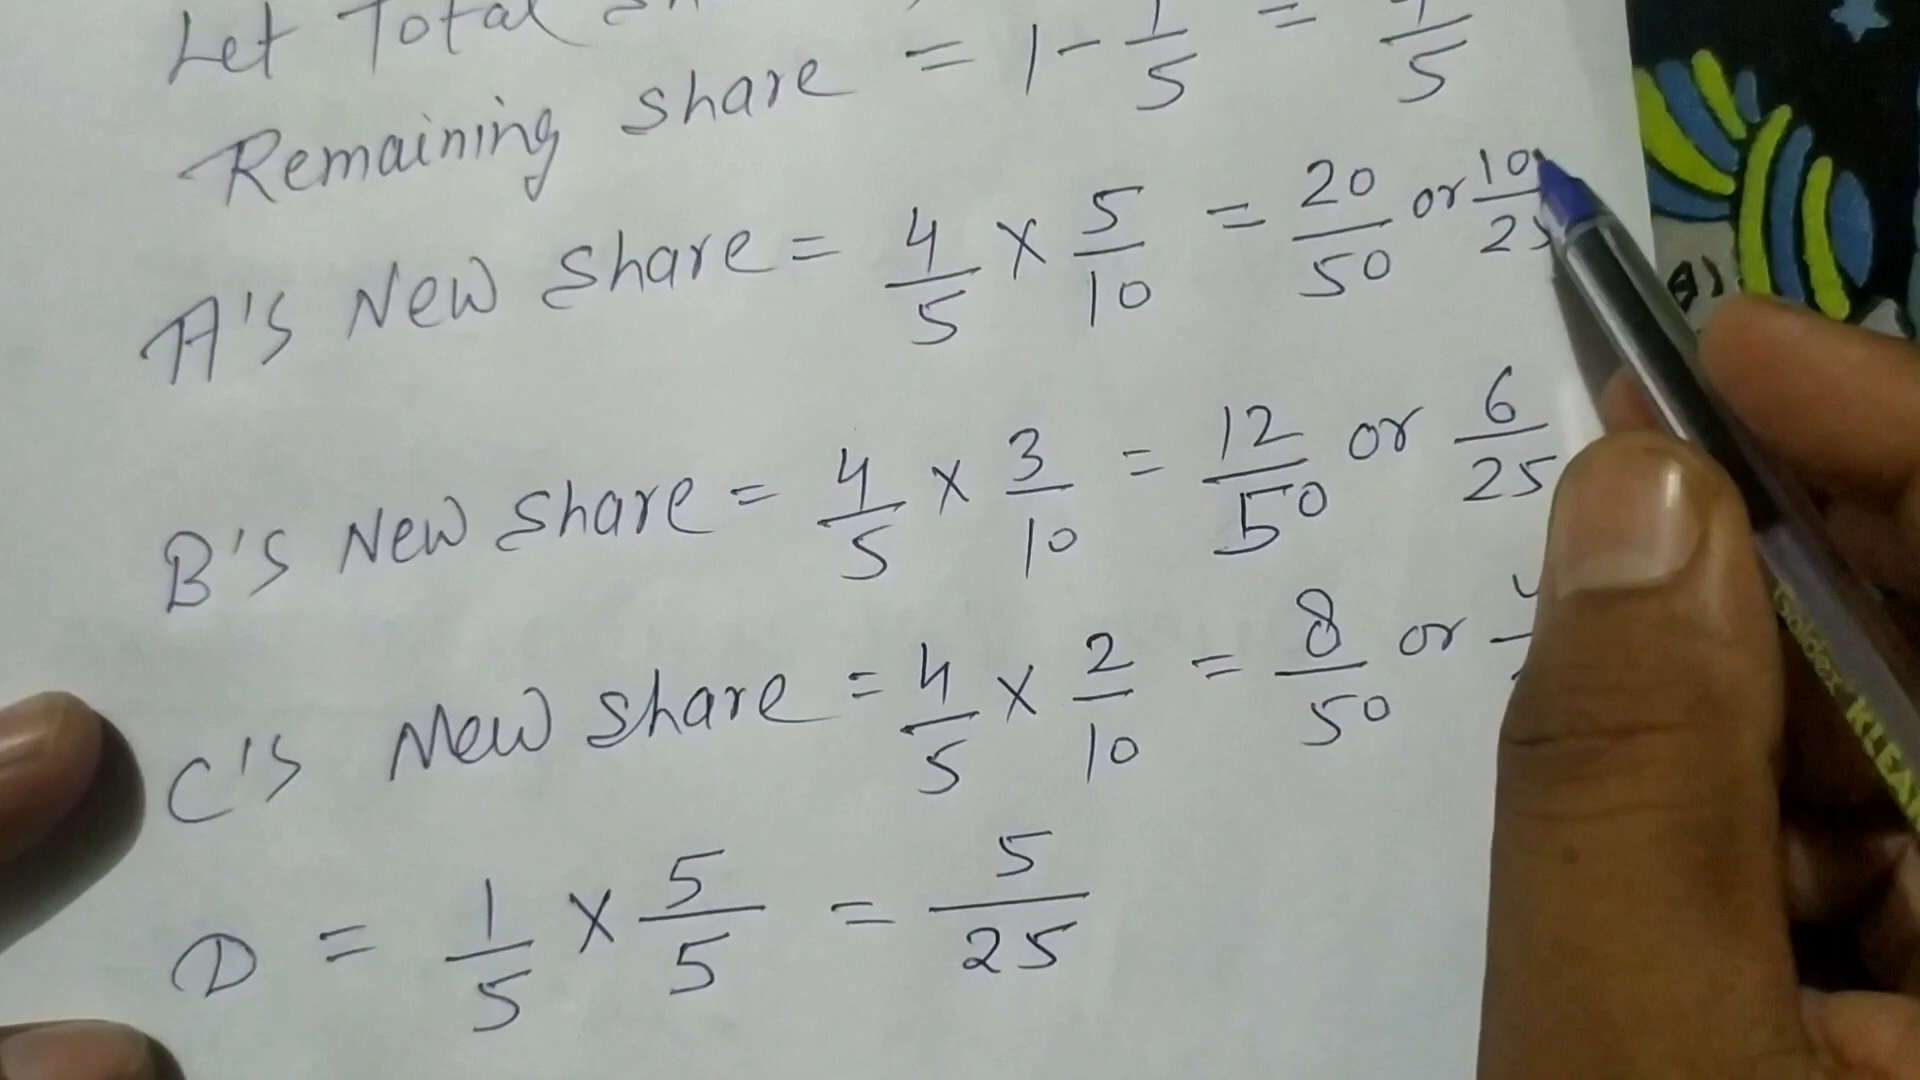 Let Total
Remaining share = 1 - 1/5 = 4/5
A's New share = 4/5 × 5/10 = 20/50 or 10/25
B's New share = 4/5 × 3/10 = 12/50 or 6/25
C's New share = 4/5 × 2/10 = 8/50 or
D = 1/5 × 5/5 = 5/25
Goldex KLEA